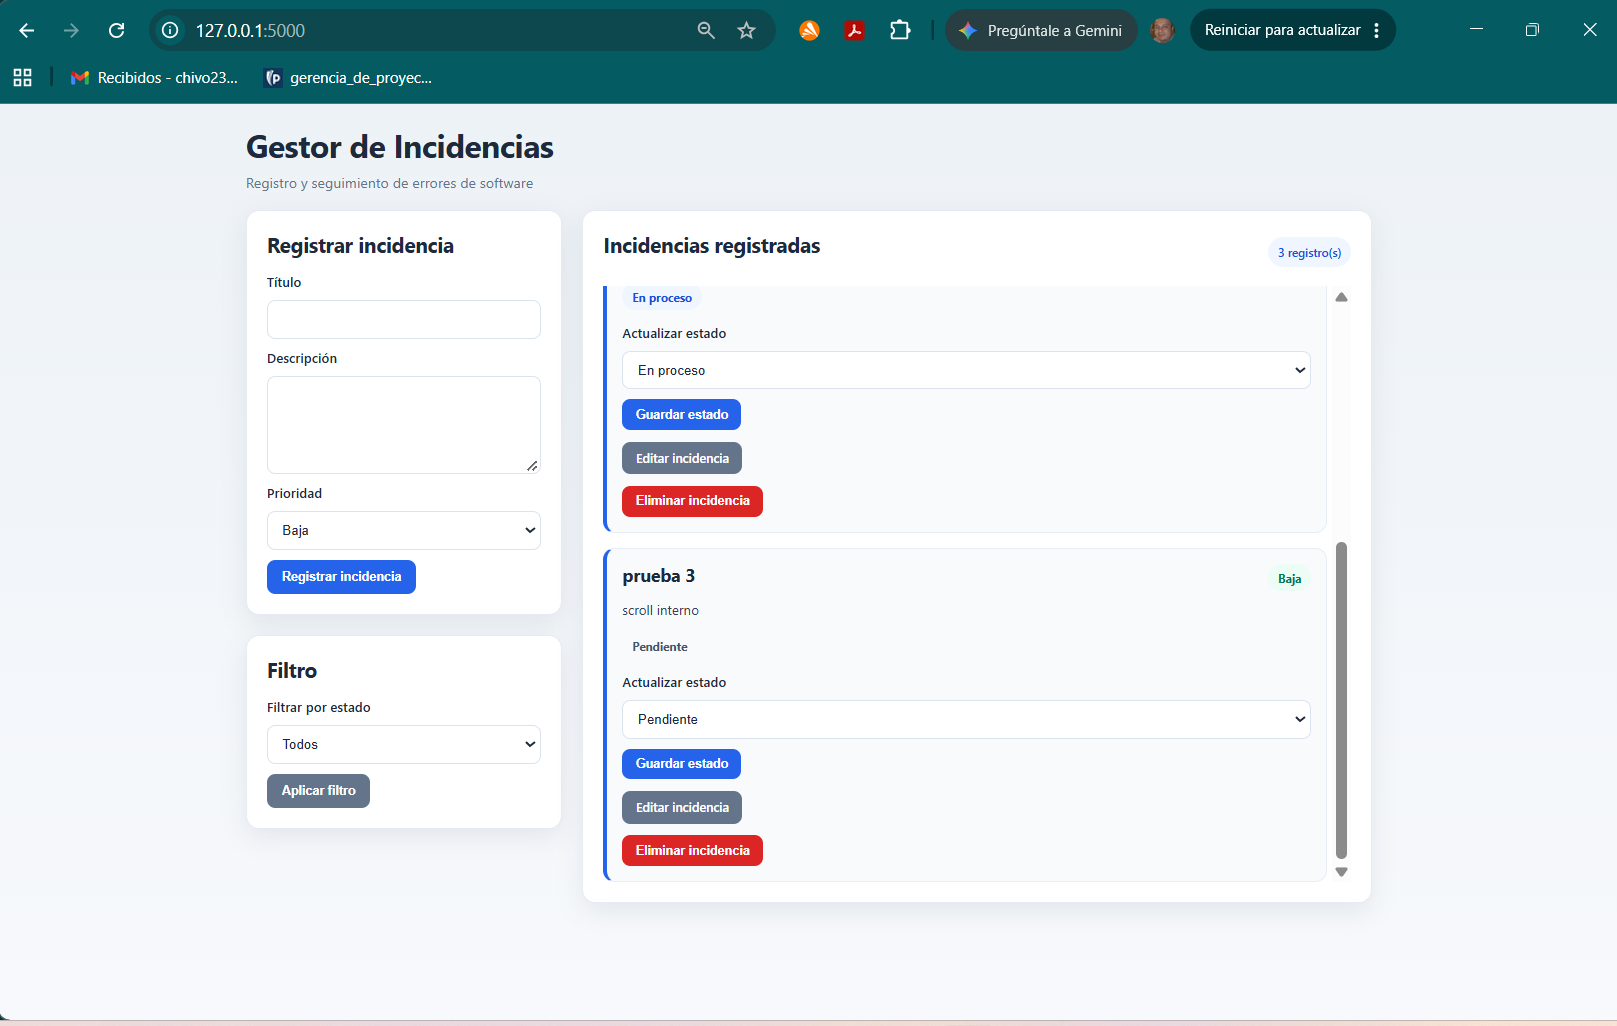 127.0.0.1:5000
Pregúntale a Gemini
Reiniciar para actualizar
Recibidos - chivo23...
gerencia_de_proyec...
Gestor de Incidencias
Registro y seguimiento de errores de software
Registrar incidencia
Título
Descripción
Prioridad
Baja
Registrar incidencia
Filtro
Filtrar por estado
Todos
Aplicar filtro
Incidencias registradas
3 registro(s)
En proceso
Actualizar estado
En proceso
Guardar estado
Editar incidencia
Eliminar incidencia
prueba 3
Baja
scroll interno
Pendiente
Actualizar estado
Pendiente
Guardar estado
Editar incidencia
Eliminar incidencia